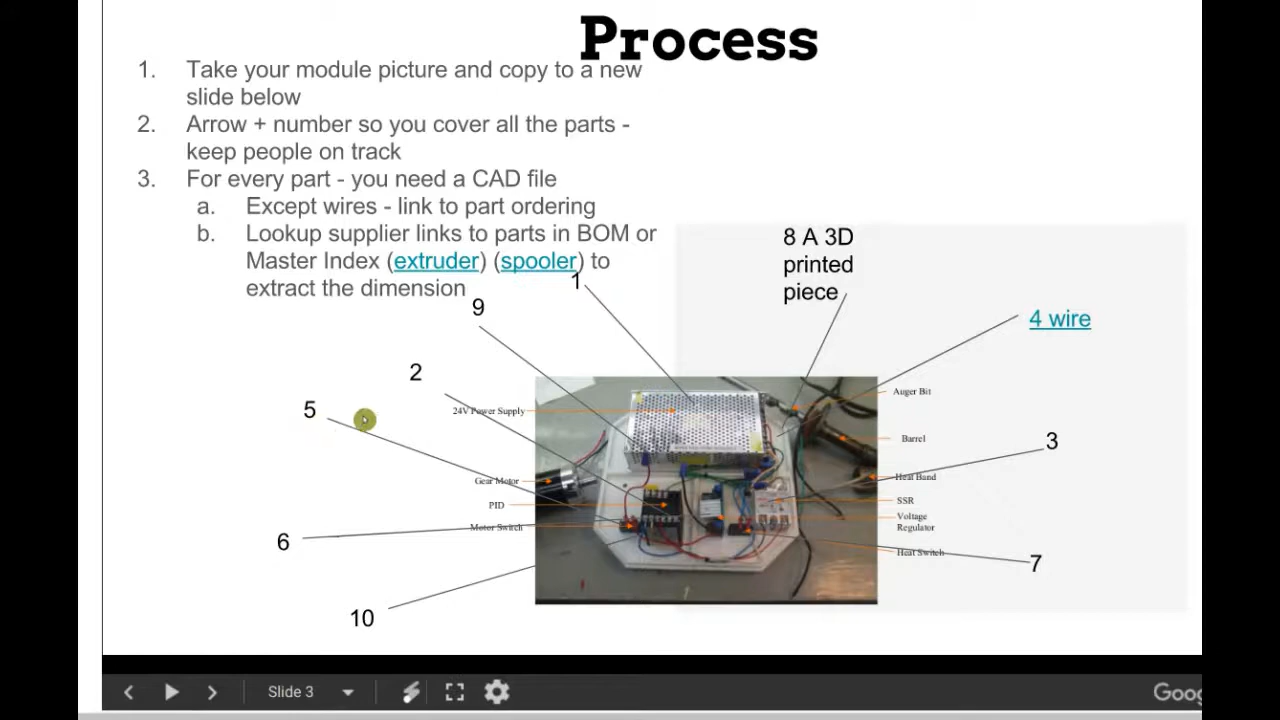 Process
1. Take your module picture and copy to a new
slide below
2. Arrow + number so you cover all the parts -
keep people on track
3. For every part - you need a CAD file
a. Except wires - link to part ordering
b. Lookup supplier links to parts in BOM or
Master Index (extruder) (spooler) to
extract the dimension
8 A 3D
printed
piece
1
9
4 wire
2
5
24V Power Supply
Auger Bit
Barrel
3
Gear Motor
Heat Band
PID
SSR
Motor Switch
Voltage
Regulator
6
Heat Switch
7
10
Slide 3
Goog